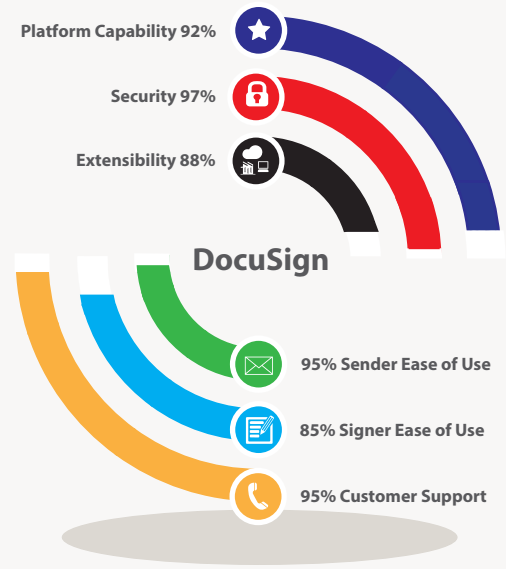 Platform Capability 92%
Security 97%
Extensibility 88%
DocuSign
95% Sender Ease of Use
85% Signer Ease of Use
95% Customer Support